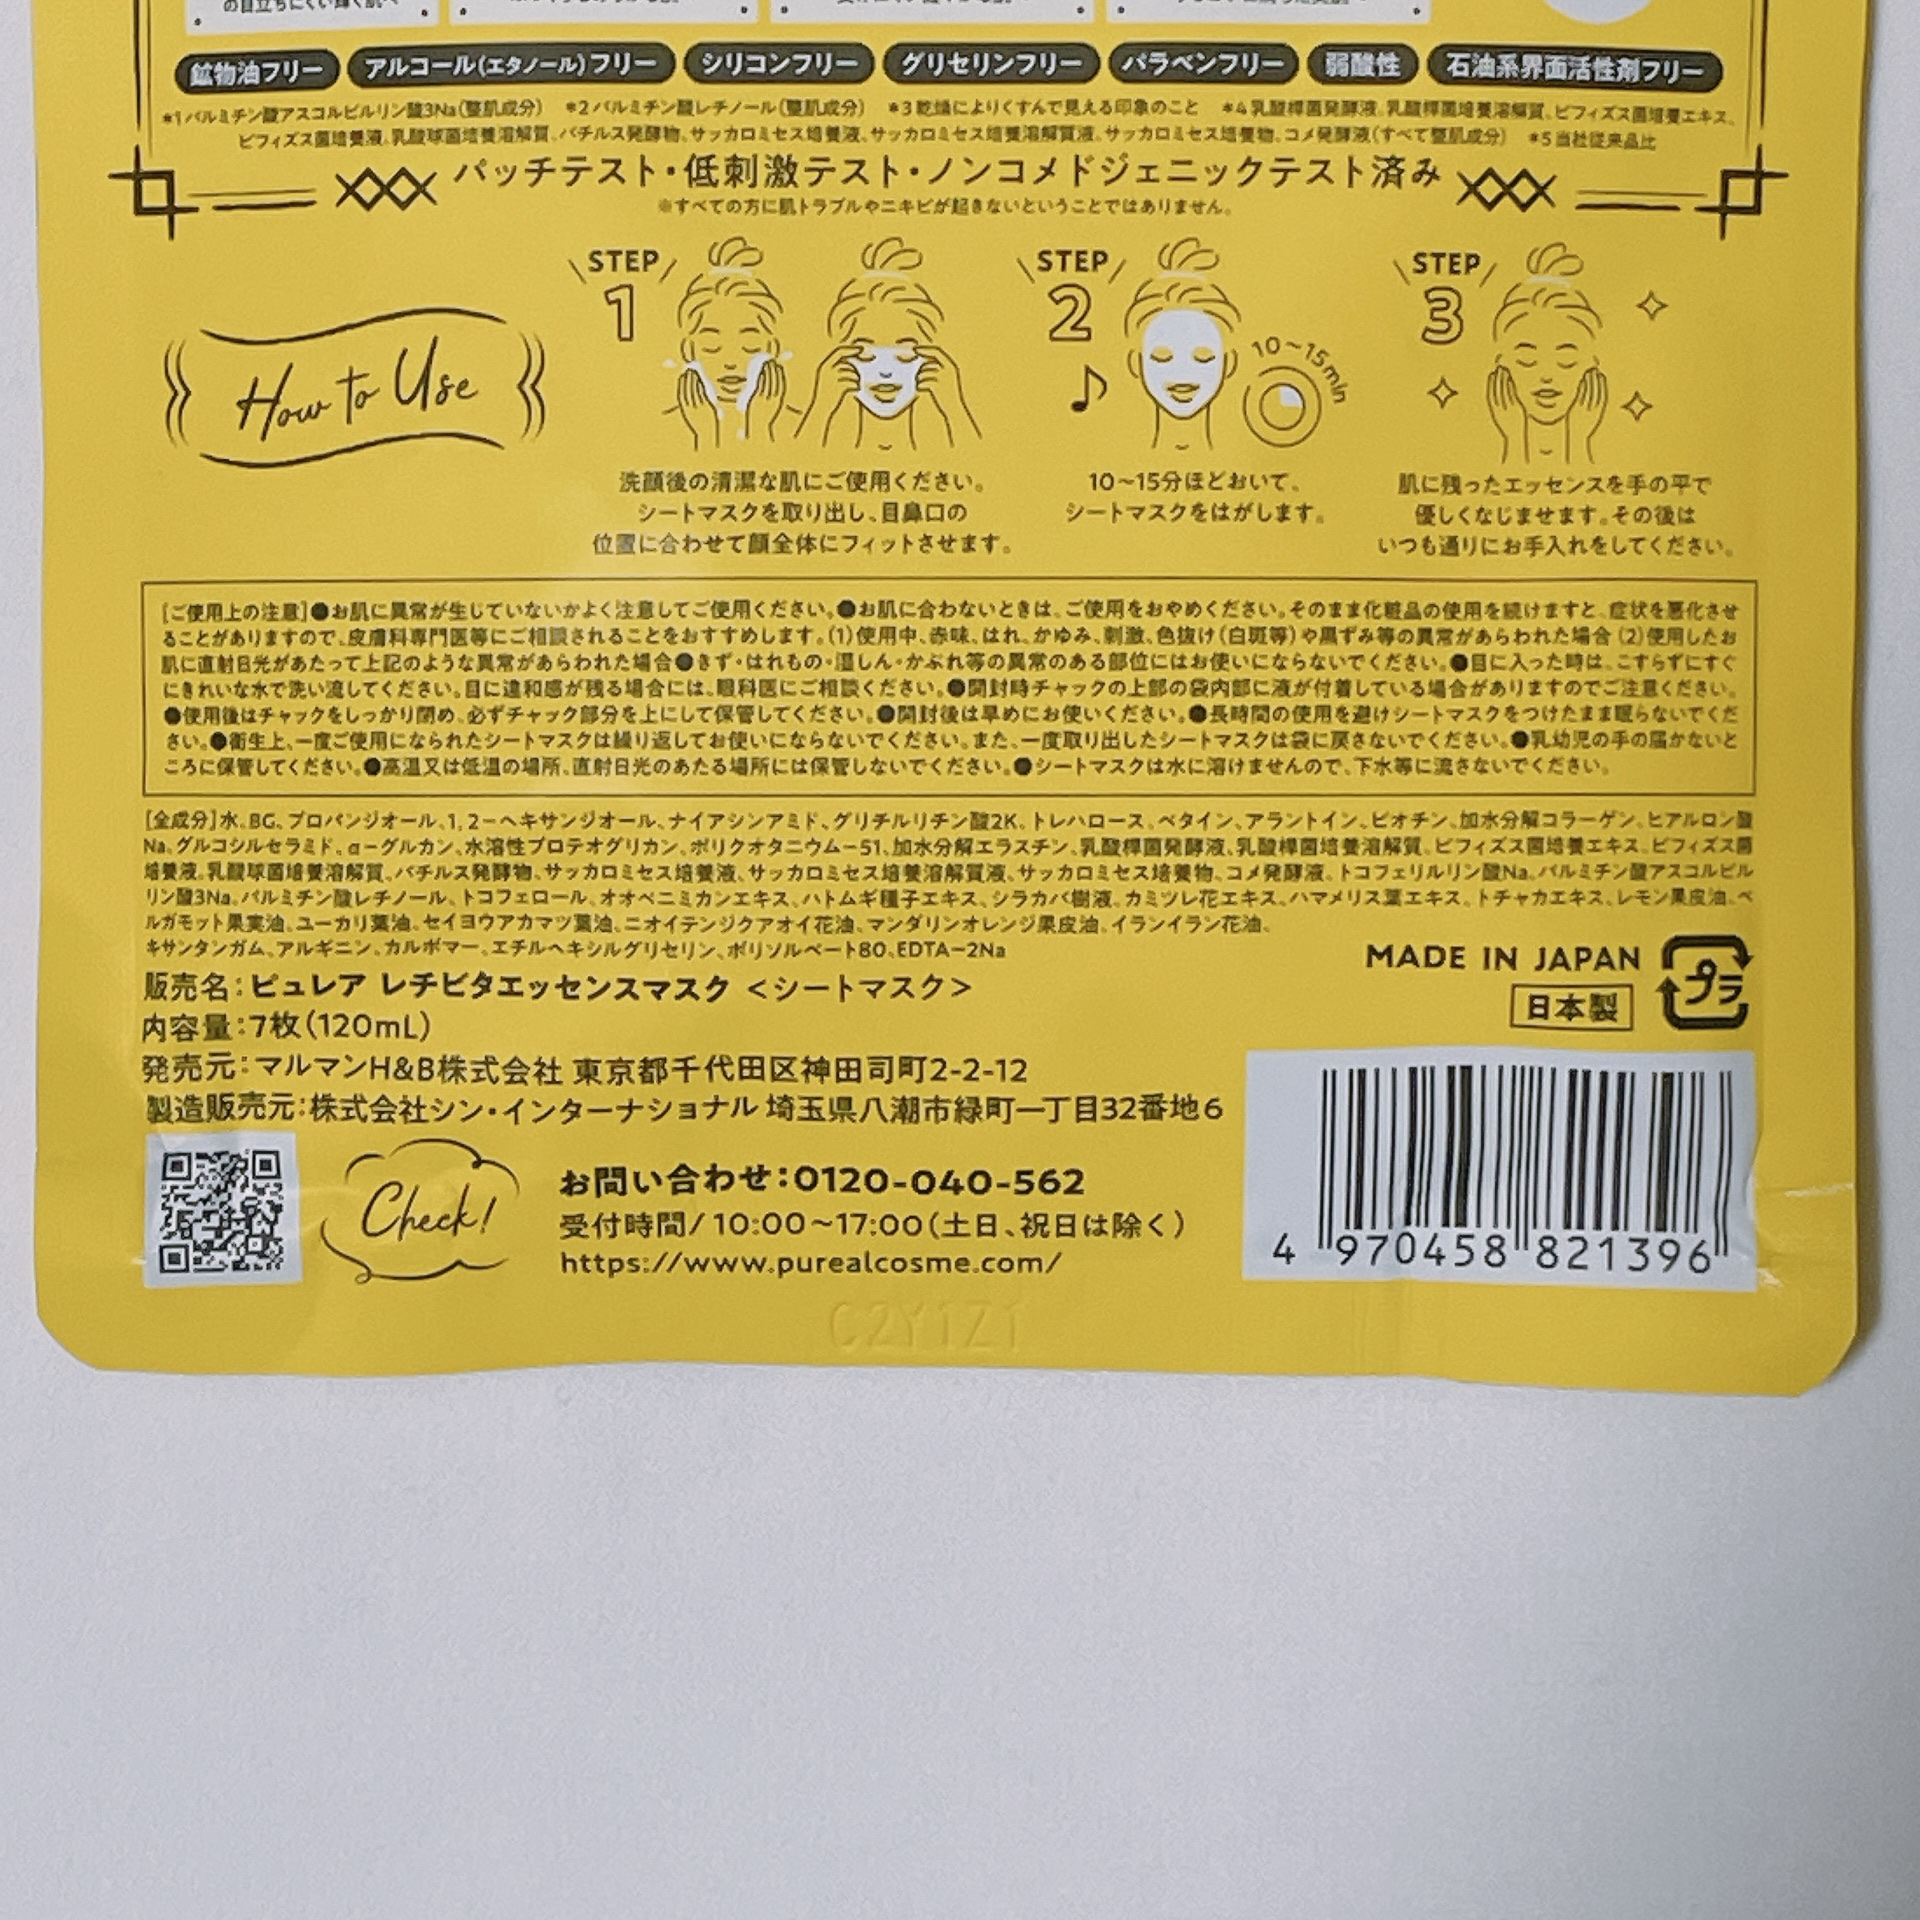 の目立ちにくい輝く肌へ
鉱物油フリー アルコール(エタノール)フリー シリコンフリー グリセリンフリー パラベンフリー 弱酸性 石油系界面活性剤フリー
*1パルミチン酸アスコルビルリン酸3Na(整肌成分) *2パルミチン酸レチノール(整肌成分) *3乾燥によりくすんで見える印象のこと *4乳酸桿菌発酵液、乳酸桿菌培養溶解質、ビフィズス菌培養エキス、
ビフィズス菌培養液、乳酸球菌培養溶解質、バチルス発酵物、サッカロミセス培養液、サッカロミセス培養溶解質液、サッカロミセス培養物、コメ発酵液(すべて整肌成分) *5当社従来品比
パッチテスト・低刺激テスト・ノンコメドジェニックテスト済み
※すべての方に肌トラブルやニキビが起きないということではありません。
How to Use
STEP 1
洗顔後の清潔な肌にご使用ください。
シートマスクを取り出し、目鼻口の
位置に合わせて顔全体にフィットさせます。
STEP 2
10~15min
10~15分ほどおいて、
シートマスクをはがします。
STEP 3
肌に残ったエッセンスを手の平で
優しくなじませます。その後は
いつも通りにお手入れをしてください。
[ご使用上の注意]●お肌に異常が生じていないかよく注意してご使用ください。●お肌に合わないときは、ご使用をおやめください。そのまま化粧品の使用を続けますと、症状を悪化させ
ることがありますので、皮膚科専門医等にご相談されることをおすすめします。(1)使用中、赤味、はれ、かゆみ、刺激、色抜け(白斑等)や黒ずみ等の異常があらわれた場合(2)使用したお
肌に直射日光があたって上記のような異常があらわれた場合●きず・はれもの・湿しん・かぶれ等の異常のある部位にはお使いにならないでください。●目に入った時は、こすらずにすぐ
にきれいな水で洗い流してください。目に違和感が残る場合には、眼科医にご相談ください。●開封時チャックの上部の袋内部に液が付着している場合がありますのでご注意ください。
●使用後はチャックをしっかり閉め、必ずチャック部分を上にして保管してください。●開封後は早めにお使いください。●長時間の使用を避けシートマスクをつけたまま眠らないでくだ
さい。●衛生上、一度ご使用になられたシートマスクは繰り返してお使いにならないでください。また、一度取り出したシートマスクは袋に戻さないでください。●乳幼児の手の届かないと
ころに保管してください。●高温又は低温の場所、直射日光のあたる場所には保管しないでください。●シートマスクは水に溶けませんので、下水等に流さないでください。
[全成分]水、BG、プロパンジオール、1,2-ヘキサンジオール、ナイアシンアミド、グリチルリチン酸2K、トレハロース、ベタイン、アラントイン、ビオチン、加水分解コラーゲン、ヒアルロン酸
Na、グルコシルセラミド、α-グルカン、水溶性プロテオグリカン、ポリクオタニウム-51、加水分解エラスチン、乳酸桿菌発酵液、乳酸桿菌培養溶解質、ビフィズス菌培養エキス、ビフィズス菌
培養液、乳酸球菌培養溶解質、バチルス発酵物、サッカロミセス培養液、サッカロミセス培養溶解質液、サッカロミセス培養物、コメ発酵液、トコフェリルリン酸Na、パルミチン酸アスコルビル
リン酸3Na、パルミチン酸レチノール、トコフェロール、オオベニミカンエキス、ハトムギ種子エキス、シラカバ樹液、カミツレ花エキス、ハマメリス葉エキス、トチャカエキス、レモン果皮油、ベ
ルガモット果実油、ユーカリ葉油、セイヨウアカマツ葉油、ニオイテンジクアオイ花油、マンダリンオレンジ果皮油、イランイラン花油、
キサンタンガム、アルギニン、カルボマー、エチルヘキシルグリセリン、ポリソルベート80、EDTA-2Na
MADE IN JAPAN
日本製
プラ
販売名:ピュレア レチビタエッセンスマスク <シートマスク>
内容量:7枚(120mL)
発売元:マルマンH&B株式会社 東京都千代田区神田司町2-2-12
製造販売元:株式会社シン・インターナショナル 埼玉県八潮市緑町一丁目32番地6
Check!
お問い合わせ:0120-040-562
受付時間/10:00~17:00(土日、祝日は除く)
https://www.purealcosme.com/
4 970458 821396
C2Y1Z1